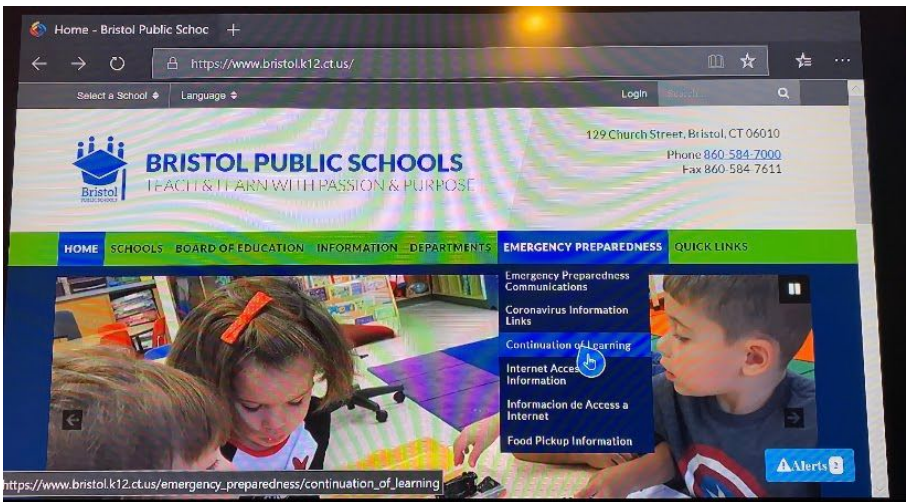 Home - Bristol Public Schoc
https://www.bristol.k12.ct.us/
Select a School
Language
Login
Search...
129 Church Street, Bristol, CT 06010
Phone 860-584-7000
Fax 860-584-7611
Bristol
PUBLIC SCHOOLS
BRISTOL PUBLIC SCHOOLS
TEACH & LEARN WITH PASSION & PURPOSE
HOME SCHOOLS BOARD OF EDUCATION INFORMATION DEPARTMENTS EMERGENCY PREPAREDNESS QUICK LINKS
Emergency Preparedness
Communications
Coronavirus Information
Links
Continuation of Learning
Internet Access
Information
Informacion de Access a
Internet
Food Pickup Information
Alerts 2
https://www.bristol.k12.ct.us/emergency_preparedness/continuation_of_learning